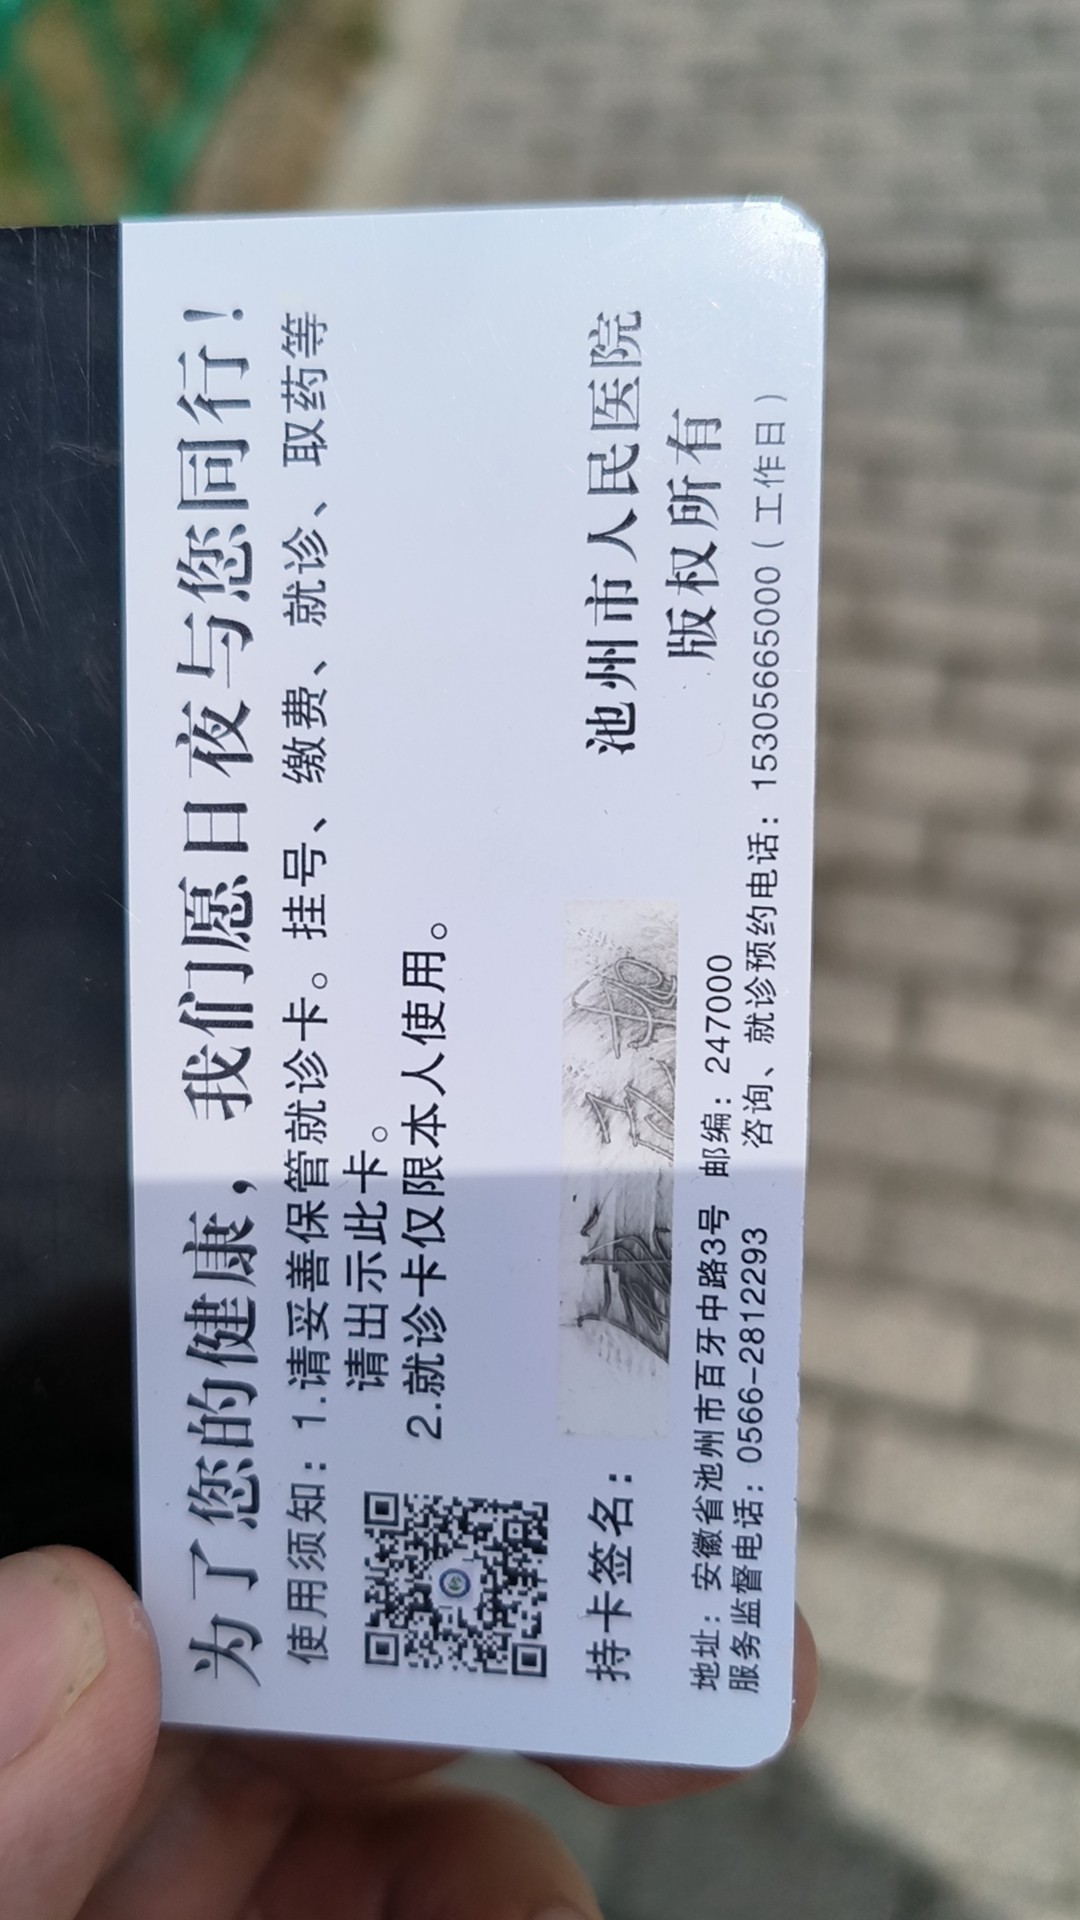 为了您的健康，我们愿日夜与您同行！
使用须知：1.请妥善保管就诊卡。挂号、缴费、就诊、取药等
请出示此卡。
2.就诊卡仅限本人使用。
持卡签名：
池州市人民医院
版权所有
地址：安徽省池州市百牙中路3号 邮编：247000
服务监督电话：0566-2812293 咨询、就诊预约电话：15305665000（工作日）